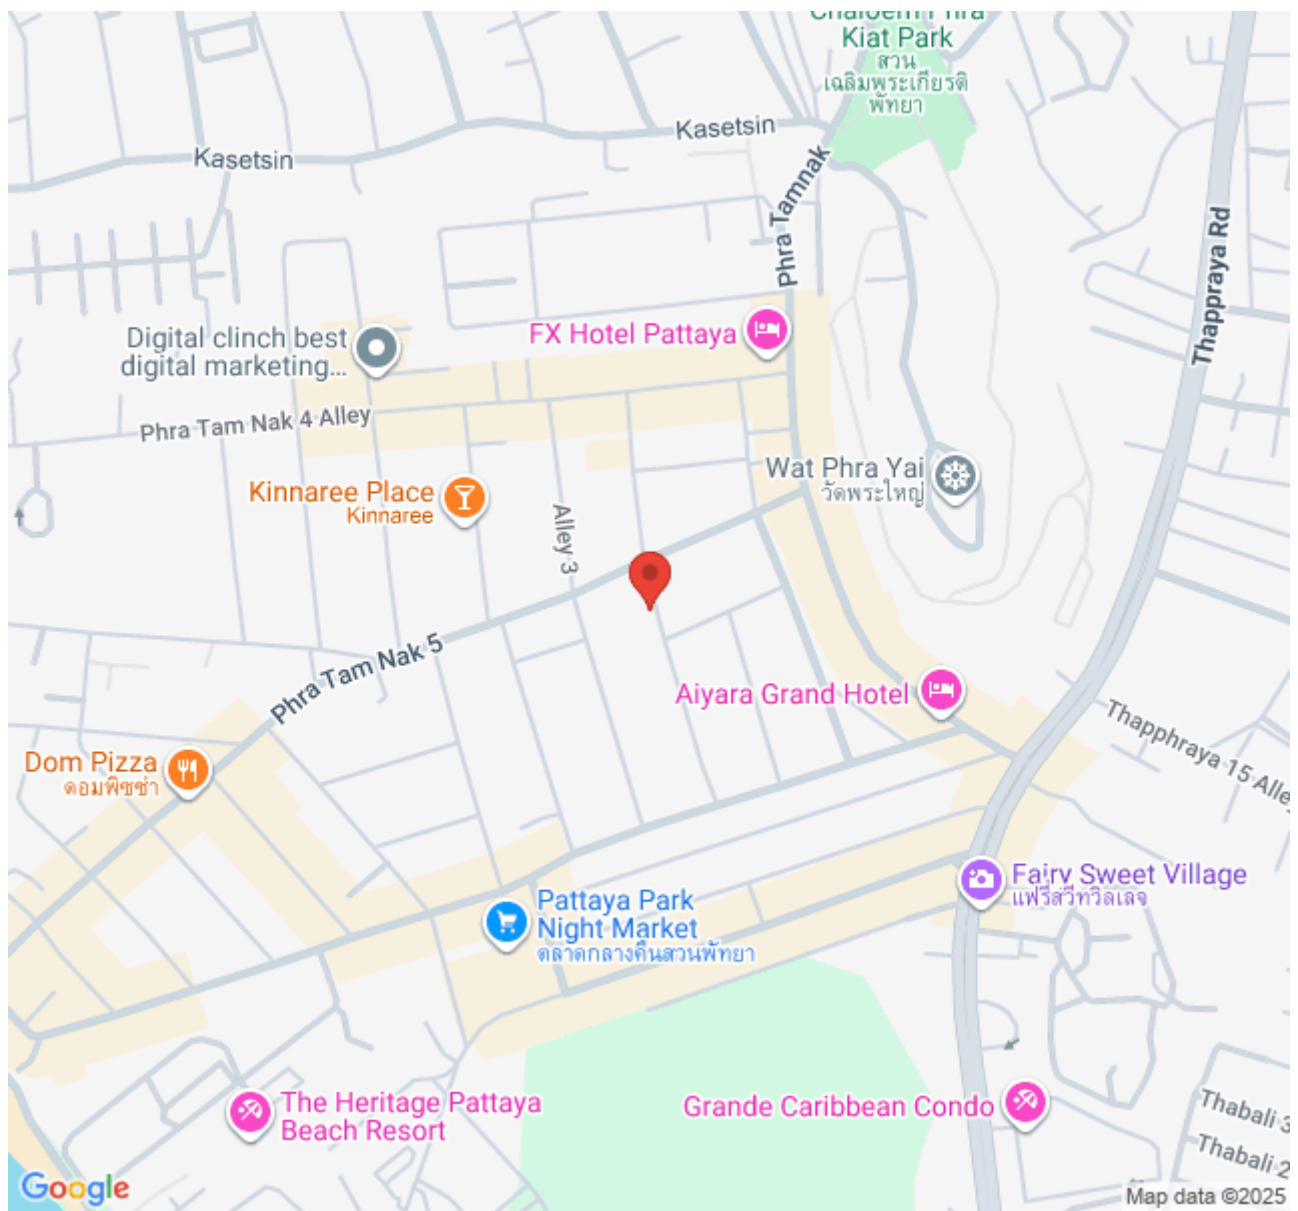 Chaloem Phra
Kiat Park
สวน
เฉลิมพระเกียรติ
พัทยา
Kasetsin
Kasetsin
Phra Tamnak
Thappraya Rd
FX Hotel Pattaya
Digital clinch best
digital marketing...
Phra Tam Nak 4 Alley
Wat Phra Yai
วัดพระใหญ่
Kinnaree Place
Kinnaree
Alley 3
Phra Tam Nak 5
Aiyara Grand Hotel
Thapphraya 15 Alley
Dom Pizza
ดอมพิซซ่า
Fairy Sweet Village
แฟรี่สวีทวิลเลจ
Pattaya Park
Night Market
ตลาดกลางคืนสวนพัทยา
The Heritage Pattaya
Beach Resort
Grande Caribbean Condo
Thabali 3
Thabali 2
Google
Map data ©2025